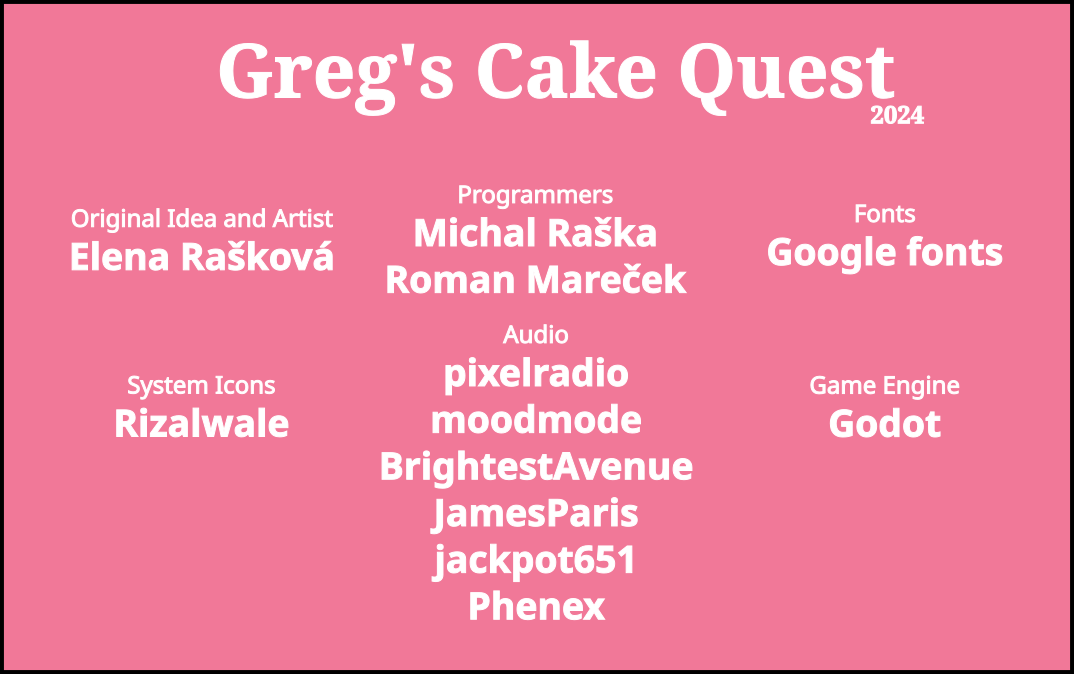 Greg's Cake Quest
2024
Original Idea and Artist
Elena Rašková
Programmers
Michal Raška
Roman Mareček
Fonts
Google fonts
System Icons
Rizalwale
Audio
pixelradio
moodmode
BrightestAvenue
JamesParis
jackpot651
Phenex
Game Engine
Godot